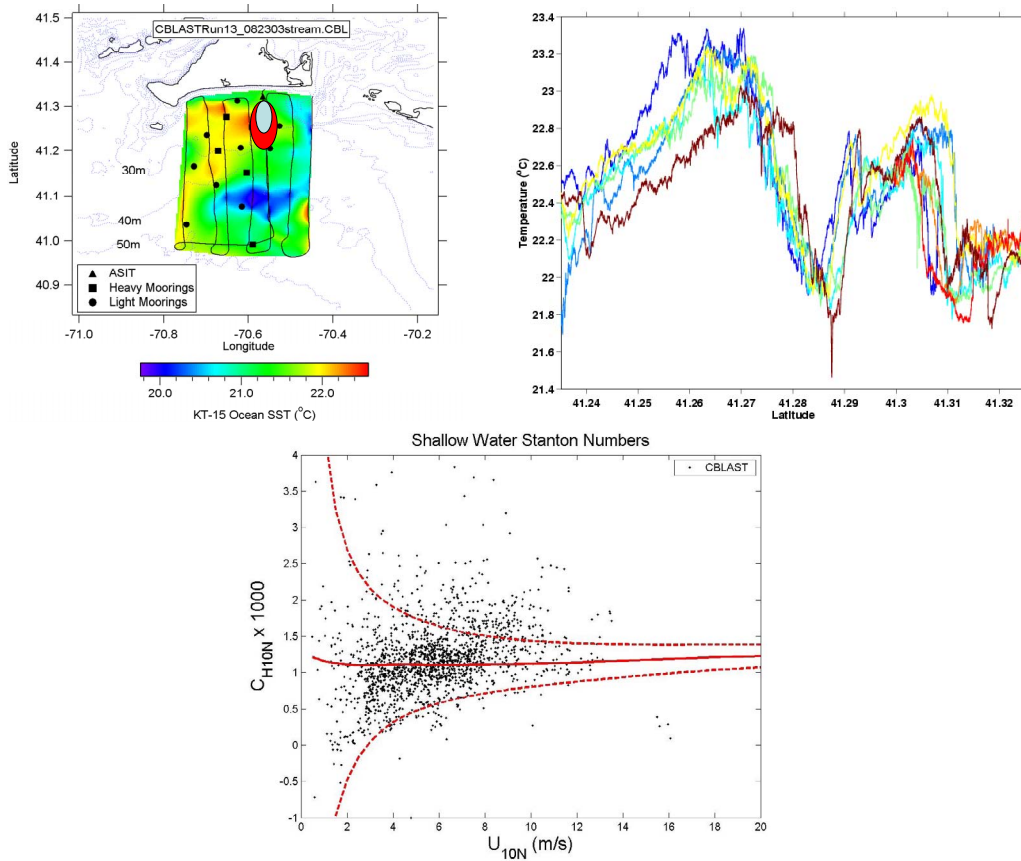 CBLASTRun13_082303stream.CBL
41.5
41.4
41.3
41.2
41.1
41.0
40.9
Latitude
30m
40m
50m
ASIT
Heavy Moorings
Light Moorings
-71.0 -70.8 -70.6 -70.4 -70.2
Longitude
20.0 21.0 22.0
KT-15 Ocean SST (°C)
23.4
23.2
23
22.8
22.6
22.4
22.2
22
21.8
21.6
21.4
Temperature (°C)
41.24 41.25 41.26 41.27 41.28 41.29 41.3 41.31 41.32
Latitude
Shallow Water Stanton Numbers
CBLAST
4
3.5
3
2.5
2
1.5
1
0.5
0
-0.5
-1
CH10N x 1000
0 2 4 6 8 10 12 14 16 18 20
U10N (m/s)